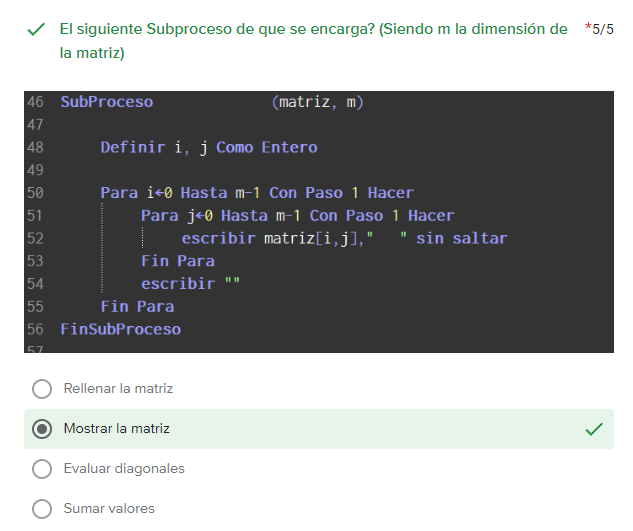 El siguiente Subproceso de que se encarga? (Siendo m la dimensión de *5/5
la matriz)
46 SubProceso (matriz, m)
47
48 Definir i, j Como Entero
49
50 Para i←0 Hasta m-1 Con Paso 1 Hacer
51 Para j←0 Hasta m-1 Con Paso 1 Hacer
52 escribir matriz[i,j],"   " sin saltar
53 Fin Para
54 escribir ""
55 Fin Para
56 FinSubProceso
57
Rellenar la matriz
Mostrar la matriz
Evaluar diagonales
Sumar valores